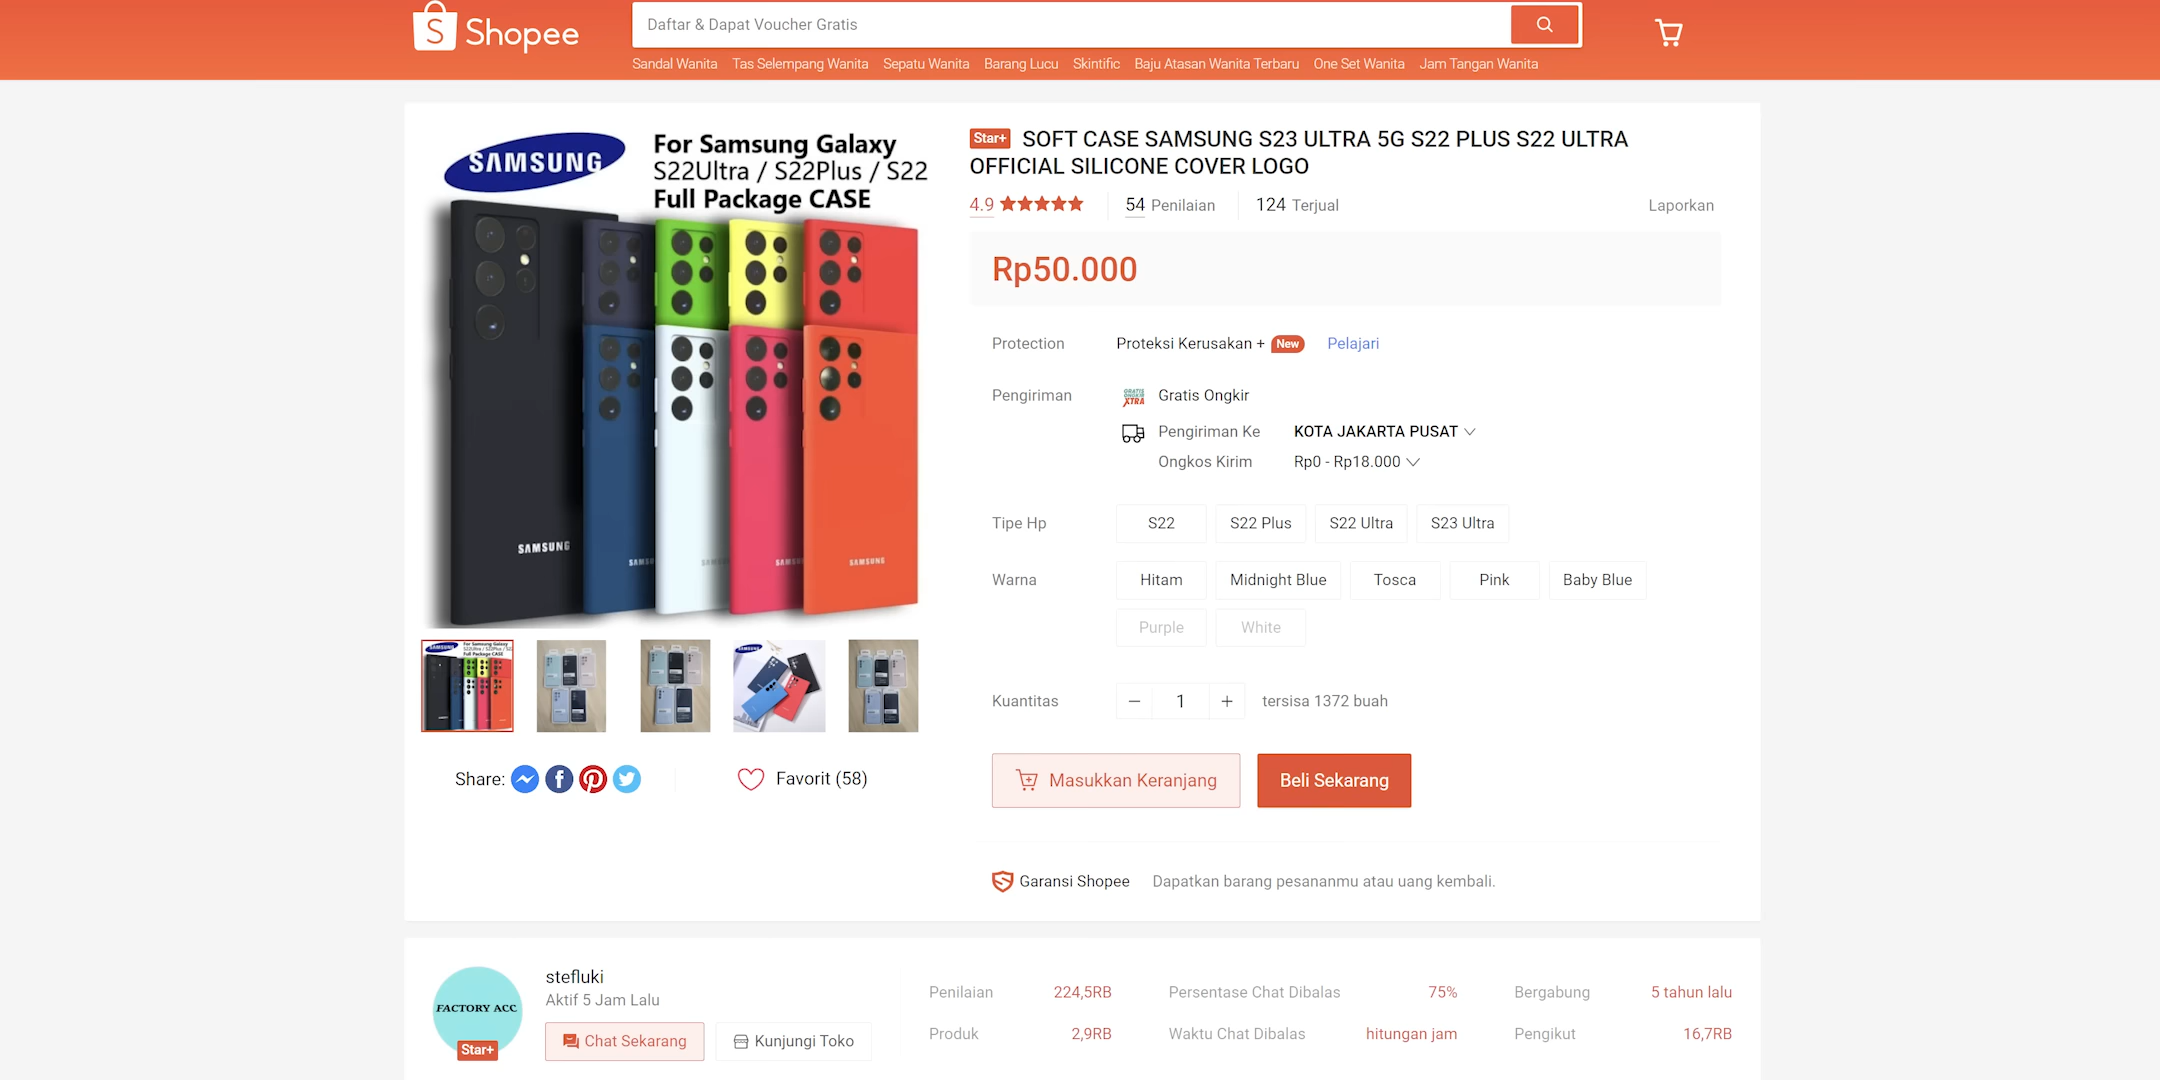 Shopee
Daftar & Dapat Voucher Gratis
Sandal Wanita Tas Selempang Wanita Sepatu Wanita Barang Lucu Skintific Baju Atasan Wanita Terbaru One Set Wanita Jam Tangan Wanita
SAMSUNG
For Samsung Galaxy
S22Ultra / S22Plus / S22
Full Package CASE
SAMSUNG
SAMSUNG
Star+ SOFT CASE SAMSUNG S23 ULTRA 5G S22 PLUS S22 ULTRA
OFFICIAL SILICONE COVER LOGO
4.9 54 Penilaian 124 Terjual Laporkan
Rp50.000
Protection Proteksi Kerusakan + New Pelajari
Pengiriman GRATIS ONGKIR XTRA Gratis Ongkir
Pengiriman Ke KOTA JAKARTA PUSAT
Ongkos Kirim Rp0 - Rp18.000
Tipe Hp S22 S22 Plus S22 Ultra S23 Ultra
Warna Hitam Midnight Blue Tosca Pink Baby Blue
Purple White
Kuantitas − 1 + tersisa 1372 buah
Share: Favorit (58)
Masukkan Keranjang Beli Sekarang
Garansi Shopee Dapatkan barang pesananmu atau uang kembali.
FACTORY ACC
Star+
stefluki
Aktif 5 Jam Lalu
Chat Sekarang Kunjungi Toko
Penilaian 224,5RB Persentase Chat Dibalas 75% Bergabung 5 tahun lalu
Produk 2,9RB Waktu Chat Dibalas hitungan jam Pengikut 16,7RB